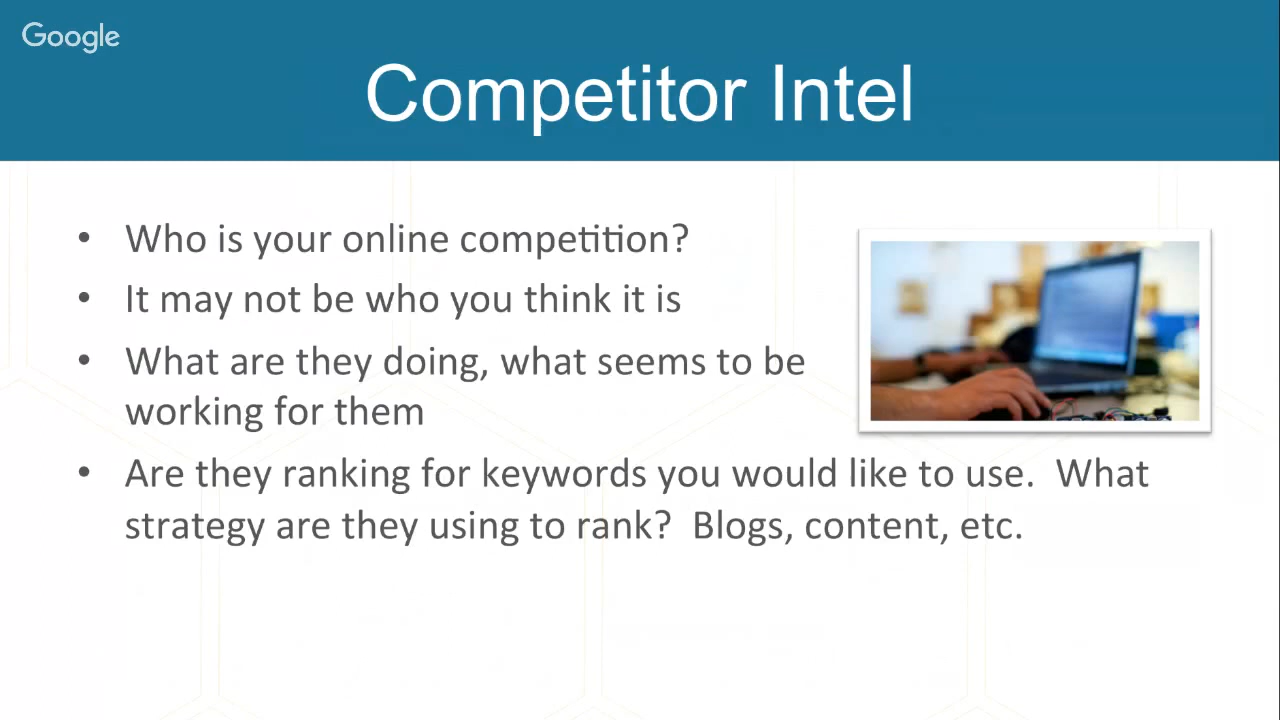 Google
Competitor Intel
• Who is your online competition?
• It may not be who you think it is
• What are they doing, what seems to be
working for them
• Are they ranking for keywords you would like to use.  What
strategy are they using to rank?  Blogs, content, etc.